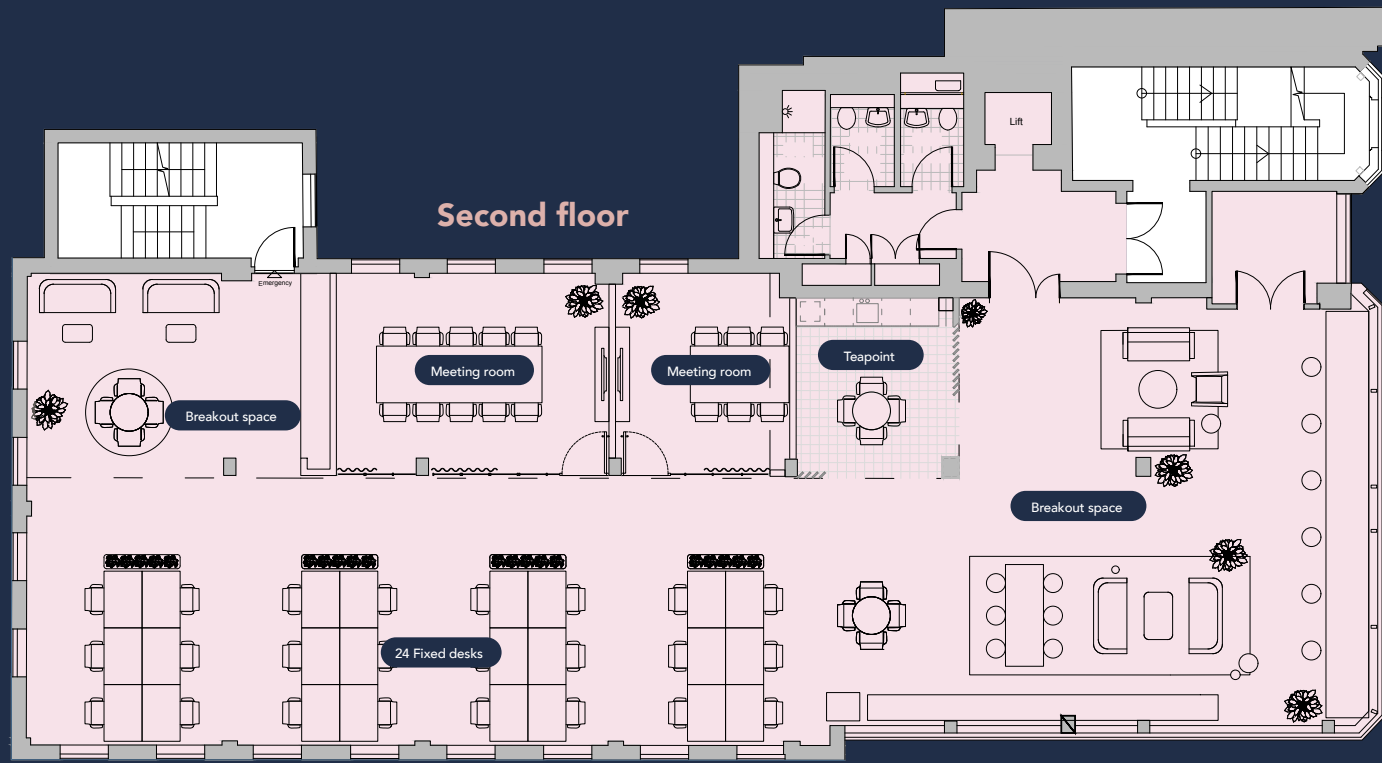 Lift
Second floor
Emergency
Meeting room
Meeting room
Teapoint
Breakout space
Breakout space
24 Fixed desks